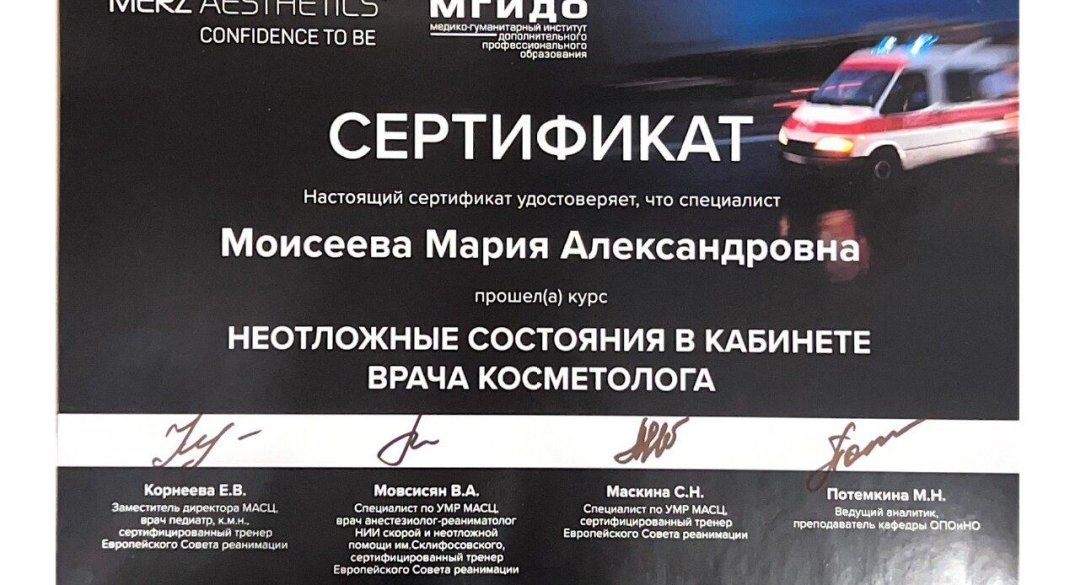 MERZ AESTHETICS
CONFIDENCE TO BE
МГИДО
медико-гуманитарный институт
дополнительного
профессионального
образования
СЕРТИФИКАТ
Настоящий сертификат удостоверяет, что специалист
Моисеева Мария Александровна
прошел(а) курс
НЕОТЛОЖНЫЕ СОСТОЯНИЯ В КАБИНЕТЕ
ВРАЧА КОСМЕТОЛОГА
Корнеева Е.В.
Заместитель директора МАСЦ,
врач педиатр, к.м.н.,
сертифицированный тренер
Европейского Совета реанимации
Мовсисян В.А.
Специалист по УМР МАСЦ,
врач анестезиолог-реаниматолог
НИИ скорой и неотложной
помощи им.Склифосовского,
сертифицированный тренер
Европейского Совета реанимации
Маскина С.Н.
Специалист по УМР МАСЦ,
сертифицированный тренер
Европейского Совета реанимации
Потемкина М.Н.
Ведущий аналитик,
преподаватель кафедры ОПОиНО